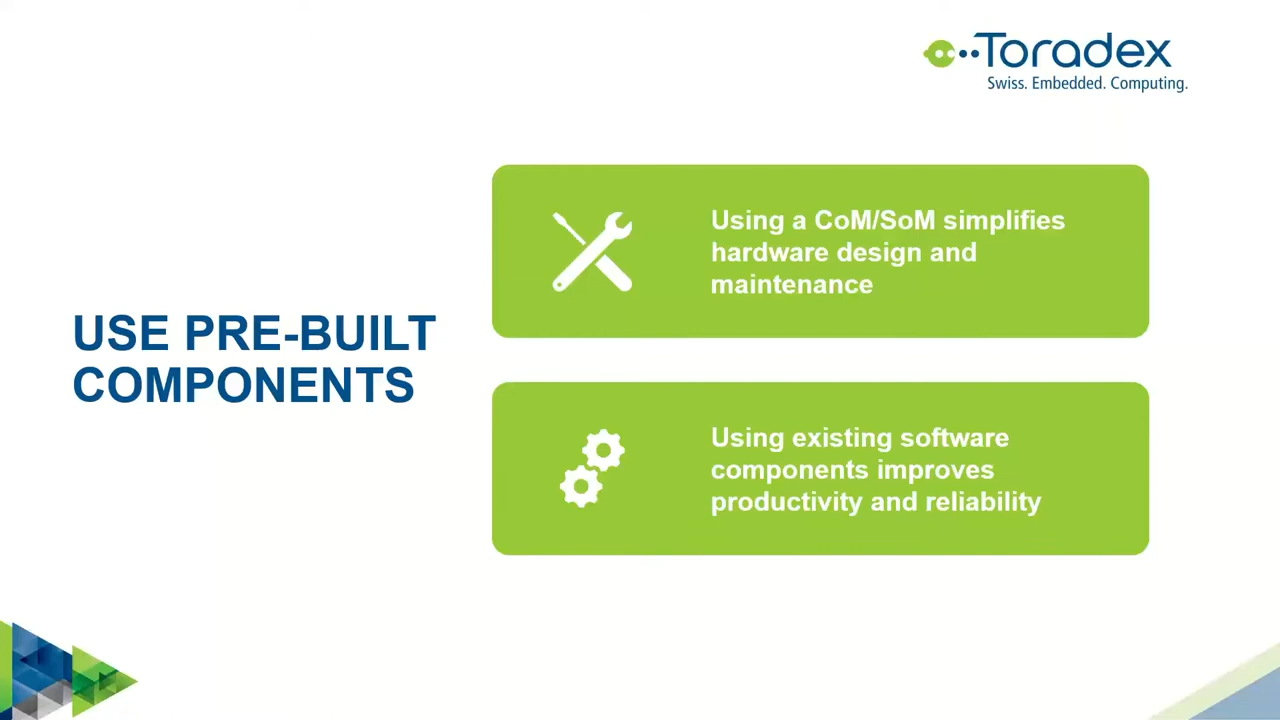 Toradex
Swiss. Embedded. Computing.
USE PRE-BUILT
COMPONENTS
Using a CoM/SoM simplifies
hardware design and
maintenance
Using existing software
components improves
productivity and reliability